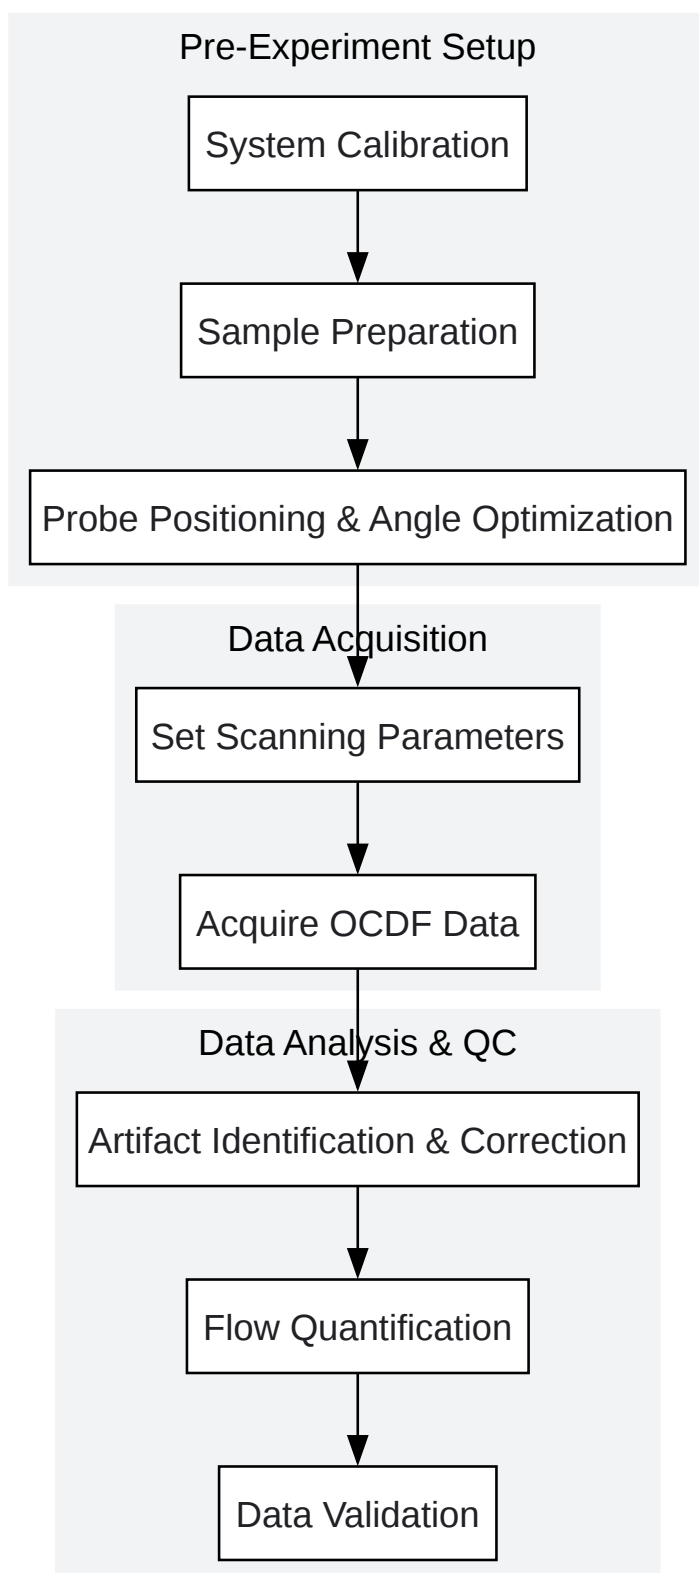 Pre-Experiment Setup
System Calibration
Sample Preparation
Probe Positioning & Angle Optimization
Data Acquisition
Set Scanning Parameters
Acquire OCDF Data
Data Analysis & QC
Artifact Identification & Correction
Flow Quantification
Data Validation